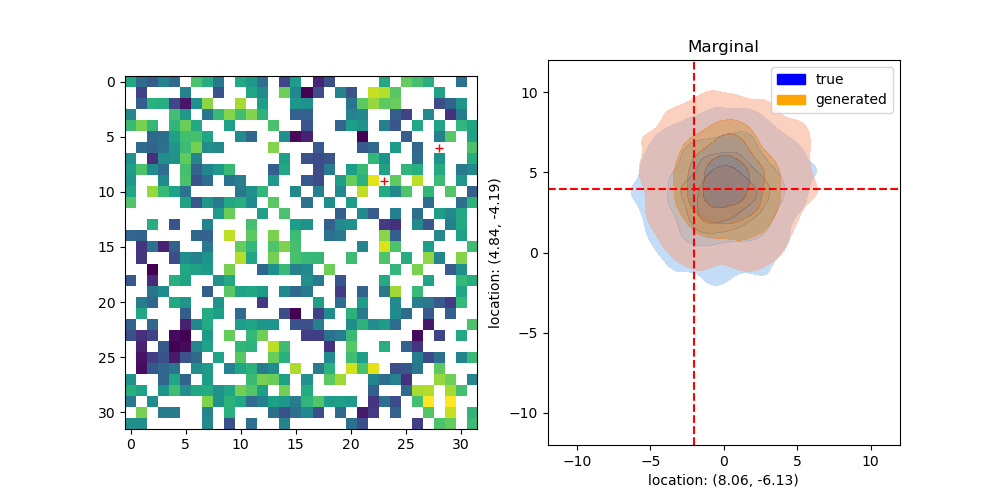 Marginal
true
generated
0
5
10
15
20
25
30
0 5 10 15 20 25 30
location: (4.84, -4.19)
10
5
0
−5
−10
−10 −5 0 5 10
location: (8.06, -6.13)